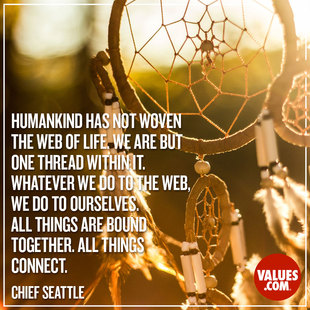 HUMANKIND HAS NOT WOVEN
THE WEB OF LIFE. WE ARE BUT
ONE THREAD WITHIN IT.
WHATEVER WE DO TO THE WEB,
WE DO TO OURSELVES.
ALL THINGS ARE BOUND
TOGETHER. ALL THINGS
CONNECT.
CHIEF SEATTLE
VALUES
.COM®